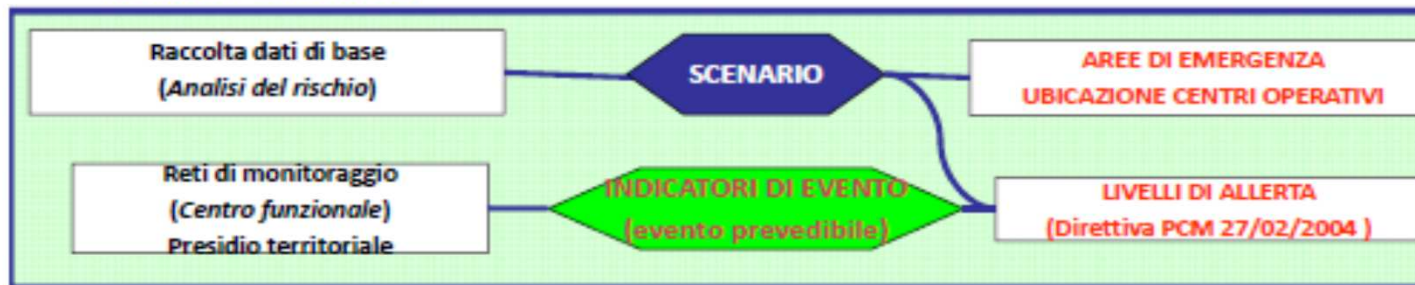 Raccolta dati di base
(Analisi del rischio)
SCENARIO
AREE DI EMERGENZA
UBICAZIONE CENTRI OPERATIVI
Reti di monitoraggio
(Centro funzionale)
Presidio territoriale
INDICATORI DI EVENTO
(evento prevedibile)
LIVELLI DI ALLERTA
(Direttiva PCM 27/02/2004 )